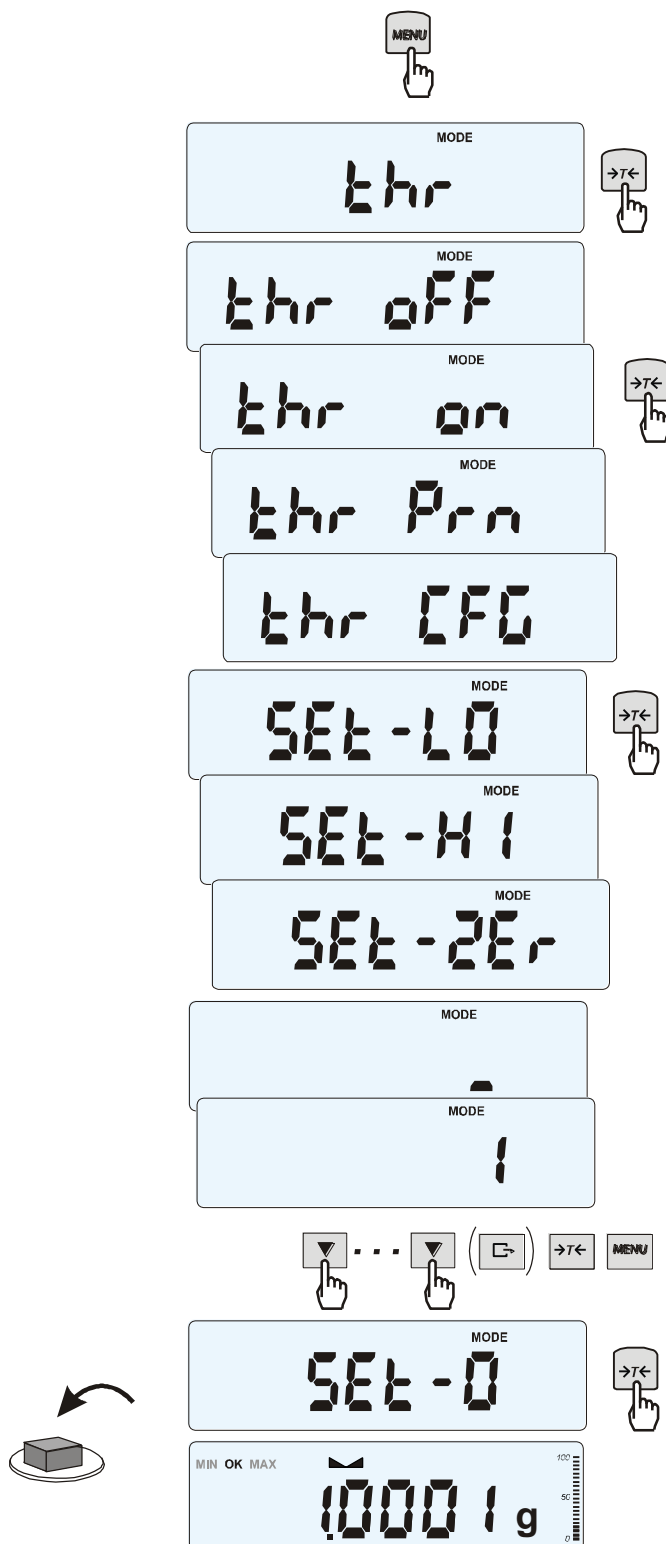 MENU
MODE
thr
→T←
MODE
thr oFF
MODE
thr on
→T←
MODE
thr Prn
thr CFG
MODE
SEt-LO
→T←
MODE
SEt-HI
MODE
SEt-ZEr
MODE
-
MODE
1
▼ . . . ▼ ( ) →T← MENU
MODE
SEt-0
→T←
MIN OK MAX
100
50
0
1.0001 g